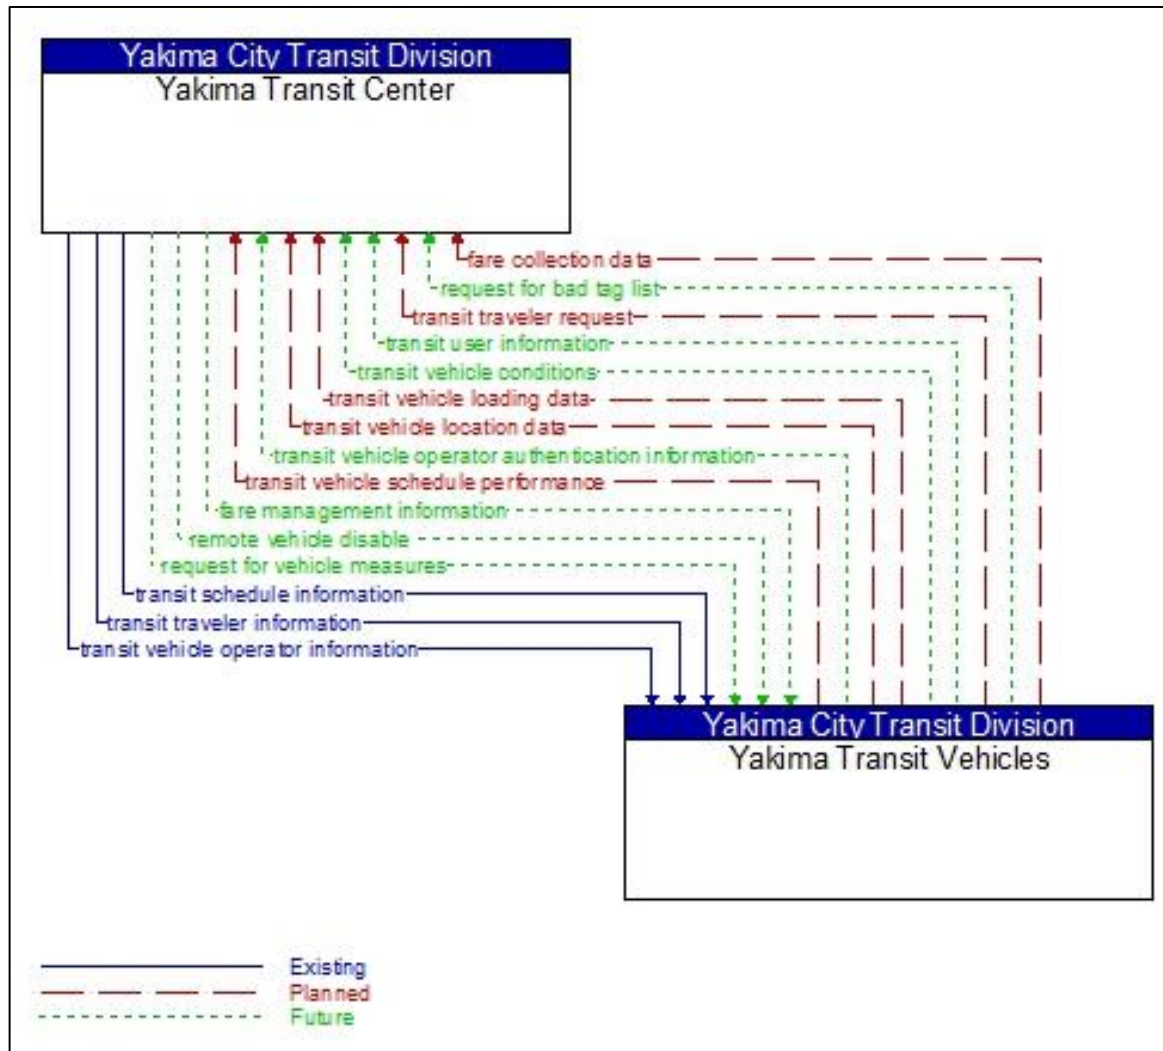 Yakima City Transit Division
Yakima Transit Center
fare collection data
request for bad tag list
transit traveler request
transit user information
transit vehicle conditions
transit vehicle loading data
transit vehicle location data
transit vehicle operator authentication information
transit vehicle schedule performance
fare management information
remote vehicle disable
request for vehicle measures
transit schedule information
transit traveler information
transit vehicle operator information
Yakima City Transit Division
Yakima Transit Vehicles
Existing
Planned
Future